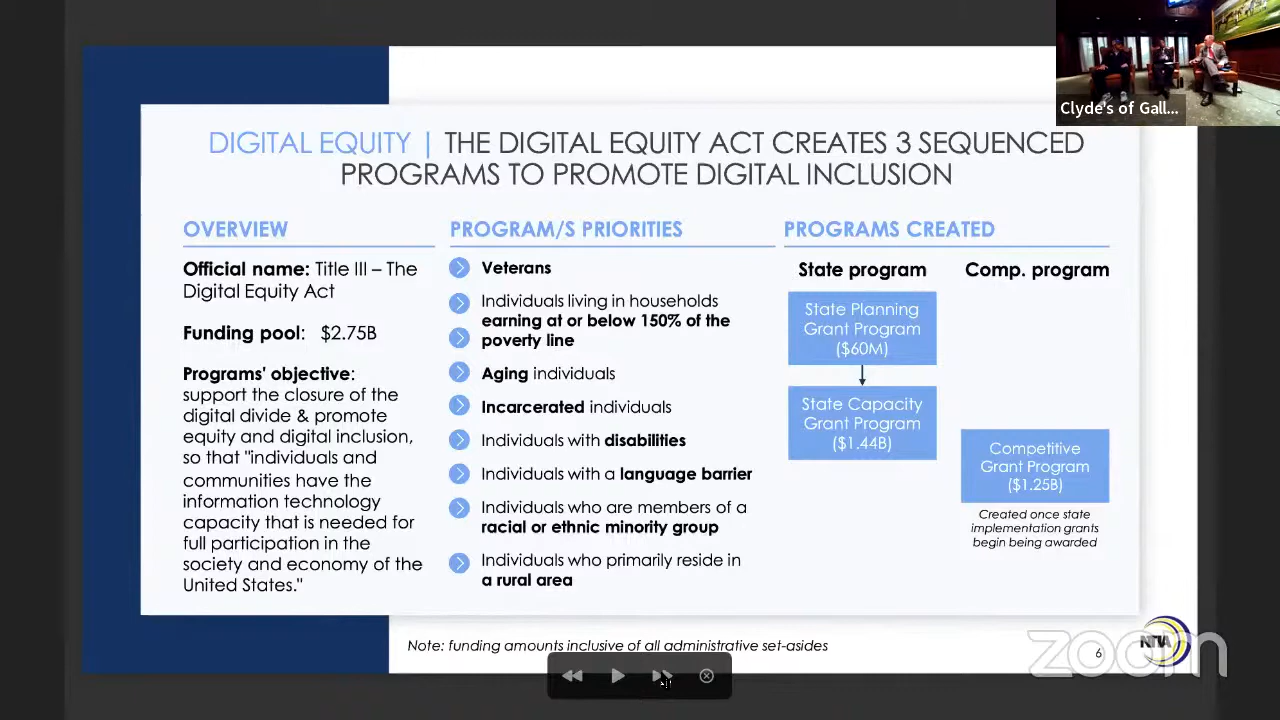 Clyde's of Gall...
DIGITAL EQUITY | THE DIGITAL EQUITY ACT CREATES 3 SEQUENCED
PROGRAMS TO PROMOTE DIGITAL INCLUSION
OVERVIEW
Official name: Title III – The
Digital Equity Act
Funding pool: $2.75B
Programs' objective:
support the closure of the
digital divide & promote
equity and digital inclusion,
so that "individuals and
communities have the
information technology
capacity that is needed for
full participation in the
society and economy of the
United States."
PROGRAM/S PRIORITIES
Veterans
Individuals living in households
earning at or below 150% of the
poverty line
Aging individuals
Incarcerated individuals
Individuals with disabilities
Individuals with a language barrier
Individuals who are members of a
racial or ethnic minority group
Individuals who primarily reside in
a rural area
PROGRAMS CREATED
State program
State Planning
Grant Program
($60M)
State Capacity
Grant Program
($1.44B)
Comp. program
Competitive
Grant Program
($1.25B)
Created once state
implementation grants
begin being awarded
Note: funding amounts inclusive of all administrative set-asides
6
NTIA
zoom